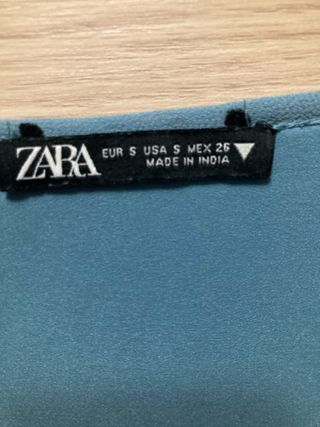 ZARA
EUR S USA S MEX 26
MADE IN INDIA